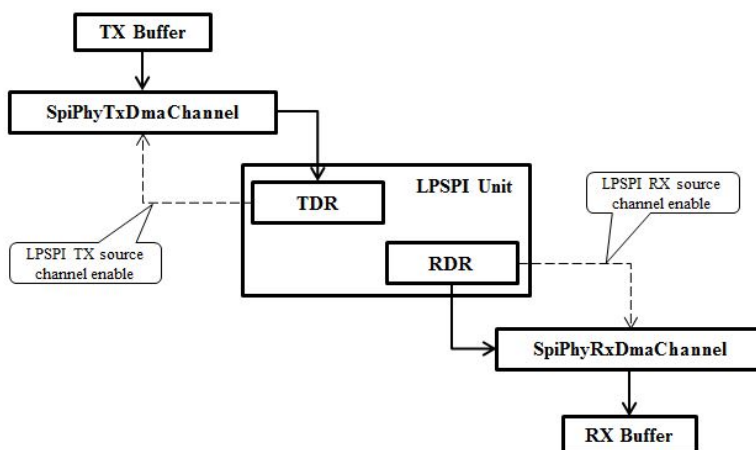 TX Buffer
SpiPhyTxDmaChannel
LPSPI Unit
TDR
LPSPI RX source
channel enable
LPSPI TX source
channel enable
RDR
SpiPhyRxDmaChannel
RX Buffer